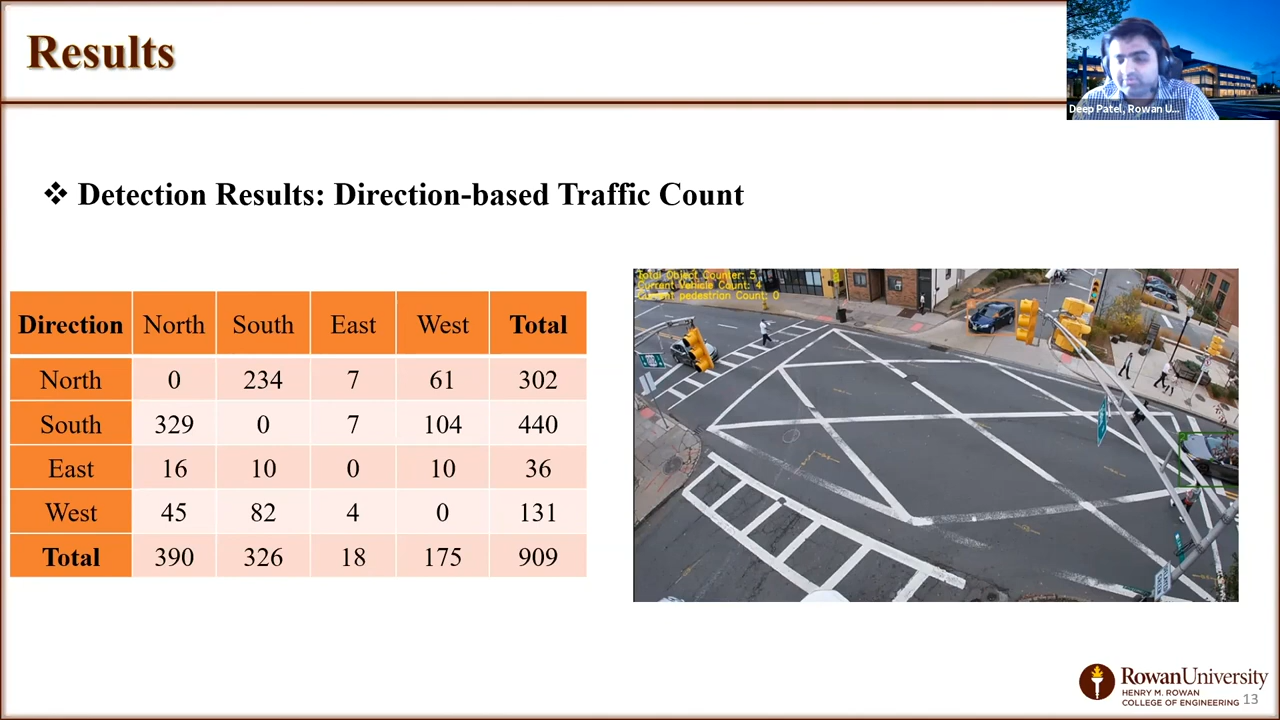 Results
Deep Patel, Rowan U...
❖ Detection Results: Direction-based Traffic Count
Direction North South East West Total
North 0 234 7 61 302
South 329 0 7 104 440
East 16 10 0 10 36
West 45 82 4 0 131
Total 390 326 18 175 909
Total Object Counter: 5
Current Vehicle Count: 4
Current pedestrian Count: 0
RowanUniversity
HENRY M. ROWAN
COLLEGE OF ENGINEERING
13